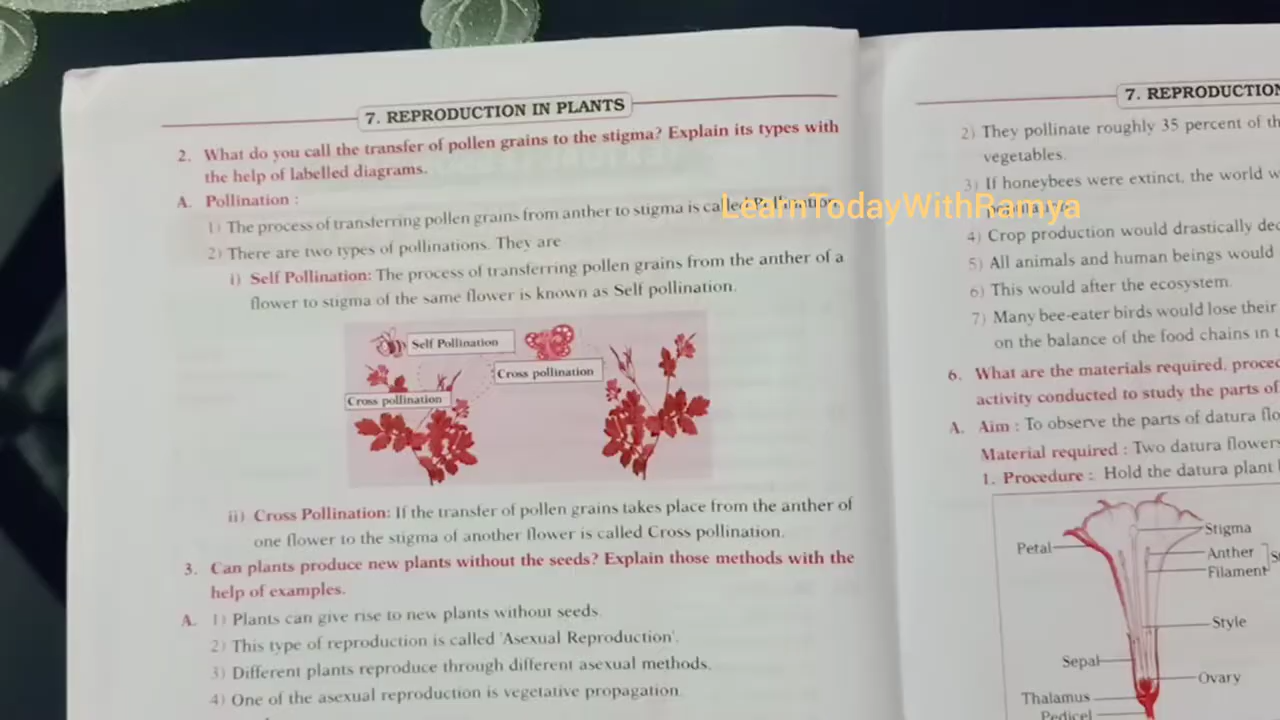 7. REPRODUCTION IN PLANTS
2. What do you call the transfer of pollen grains to the stigma? Explain its types with
the help of labelled diagrams.
A. Pollination :
1) The process of transferring pollen grains from anther to stigma is called Pollination.
2) There are two types of pollinations. They are
i) Self Pollination: The process of transferring pollen grains from the anther of a
flower to stigma of the same flower is known as Self pollination.
Self Pollination
Cross pollination
Cross pollination
ii) Cross Pollination: If the transfer of pollen grains takes place from the anther of
one flower to the stigma of another flower is called Cross pollination.
3. Can plants produce new plants without the seeds? Explain those methods with the
help of examples.
A. 1) Plants can give rise to new plants without seeds.
2) This type of reproduction is called 'Asexual Reproduction'.
3) Different plants reproduce through different asexual methods.
4) One of the asexual reproduction is vegetative propagation.
LearnTodayWithRamya
7. REPRODUCTION
2) They pollinate roughly 35 percent of th
vegetables.
3) If honeybees were extinct, the world w
4) Crop production would drastically dec
5) All animals and human beings would
6) This would after the ecosystem.
7) Many bee-eater birds would lose their
on the balance of the food chains in t
6. What are the materials required, proced
activity conducted to study the parts of
A. Aim : To observe the parts of datura flo
Material required : Two datura flowers
1. Procedure : Hold the datura plant
Petal
Stigma
Anther
Filament
Style
Sepal
Ovary
Thalamus
Pedicel